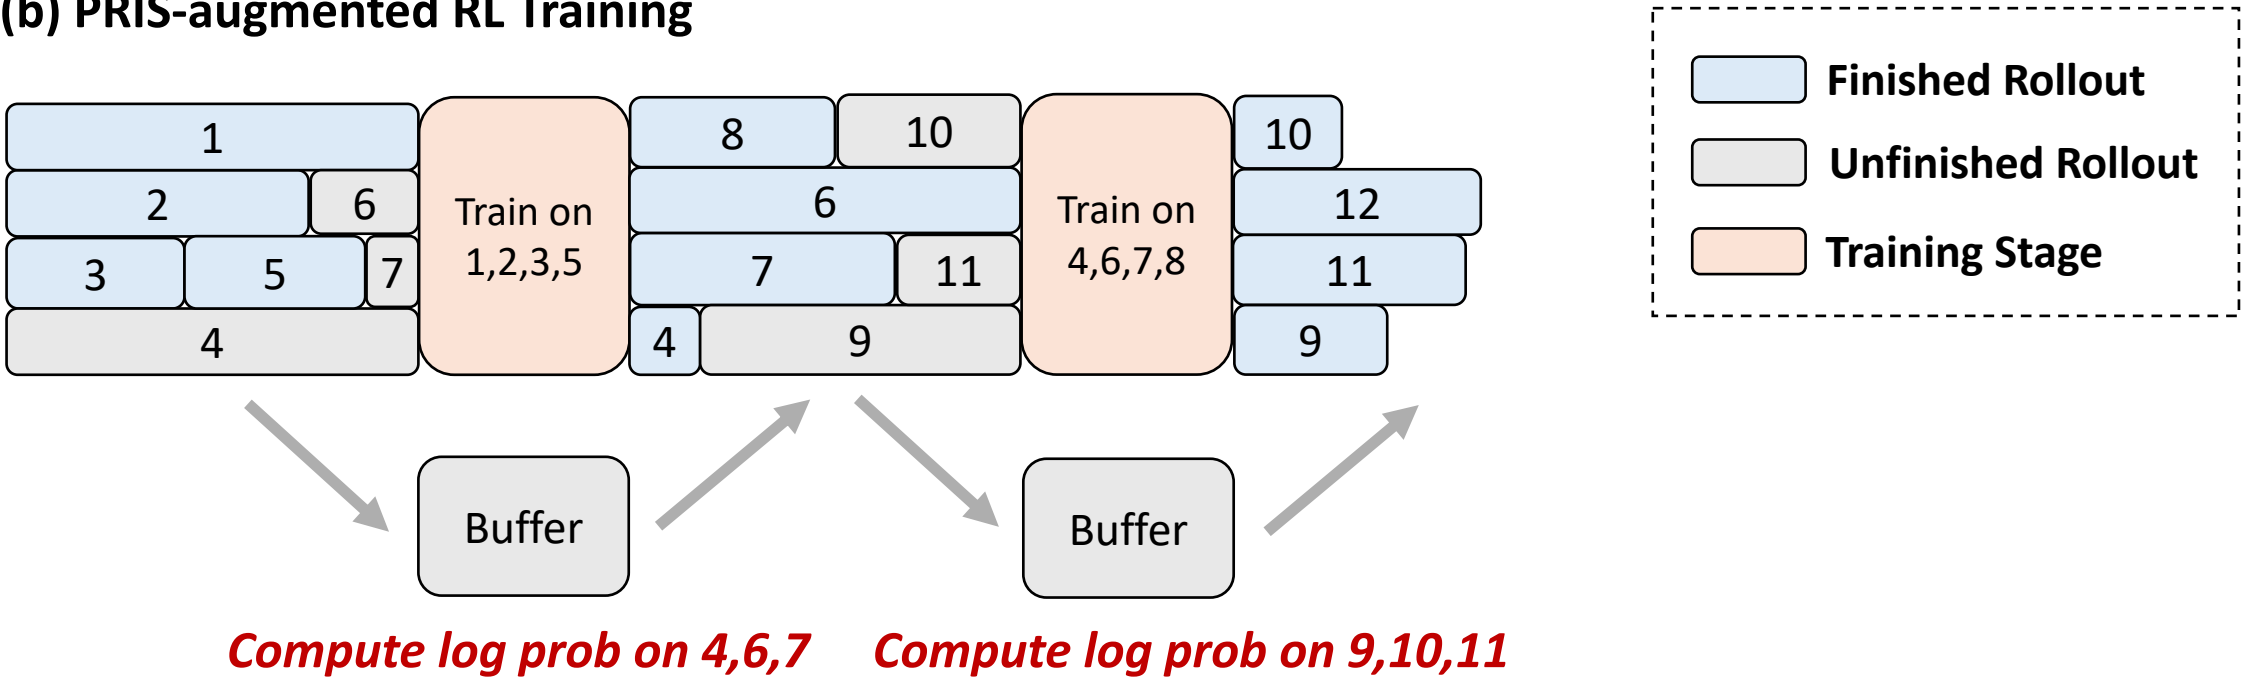 (b) PRIS-augmented RL Training
1
2
6
3
5
7
4
Train on
1,2,3,5
8
10
6
7
11
4
9
Train on
4,6,7,8
10
12
11
9
Finished Rollout
Unfinished Rollout
Training Stage
Buffer
Buffer
Compute log prob on 4,6,7
Compute log prob on 9,10,11